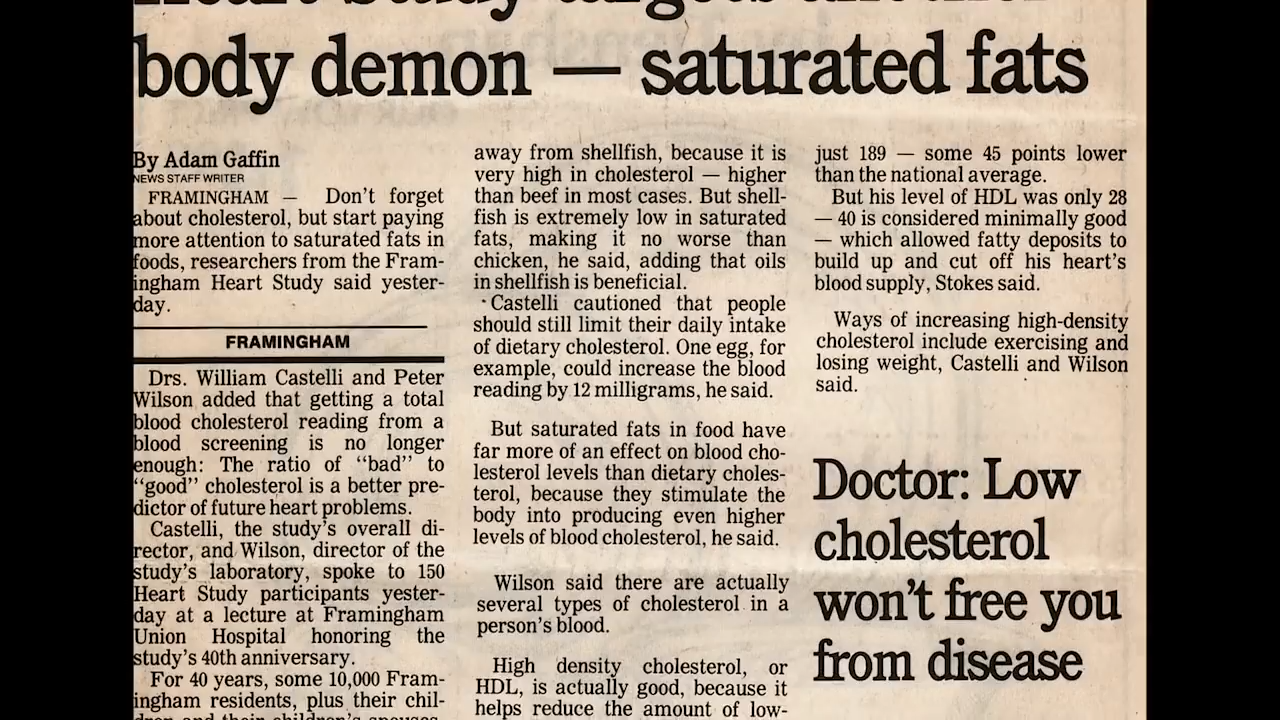 Heart Study targets another
body demon — saturated fats
By Adam Gaffin
NEWS STAFF WRITER
FRAMINGHAM — Don't forget
about cholesterol, but start paying
more attention to saturated fats in
foods, researchers from the Fram-
ingham Heart Study said yester-
day.
FRAMINGHAM
Drs. William Castelli and Peter
Wilson added that getting a total
blood cholesterol reading from a
blood screening is no longer
enough: The ratio of “bad” to
“good” cholesterol is a better pre-
dictor of future heart problems.
Castelli, the study's overall di-
rector, and Wilson, director of the
study's laboratory, spoke to 150
Heart Study participants yester-
day at a lecture at Framingham
Union Hospital honoring the
study's 40th anniversary.
For 40 years, some 10,000 Fram-
ingham residents, plus their chil-
dren and their children's spouses,
away from shellfish, because it is
very high in cholesterol — higher
than beef in most cases. But shell-
fish is extremely low in saturated
fats, making it no worse than
chicken, he said, adding that oils
in shellfish is beneficial.
Castelli cautioned that people
should still limit their daily intake
of dietary cholesterol. One egg, for
example, could increase the blood
reading by 12 milligrams, he said.
But saturated fats in food have
far more of an effect on blood cho-
lesterol levels than dietary choles-
terol, because they stimulate the
body into producing even higher
levels of blood cholesterol, he said.
Wilson said there are actually
several types of cholesterol in a
person's blood.
High density cholesterol, or
HDL, is actually good, because it
helps reduce the amount of low-
just 189 — some 45 points lower
than the national average.
But his level of HDL was only 28
— 40 is considered minimally good
— which allowed fatty deposits to
build up and cut off his heart's
blood supply, Stokes said.
Ways of increasing high-density
cholesterol include exercising and
losing weight, Castelli and Wilson
said.
Doctor: Low
cholesterol
won't free you
from disease